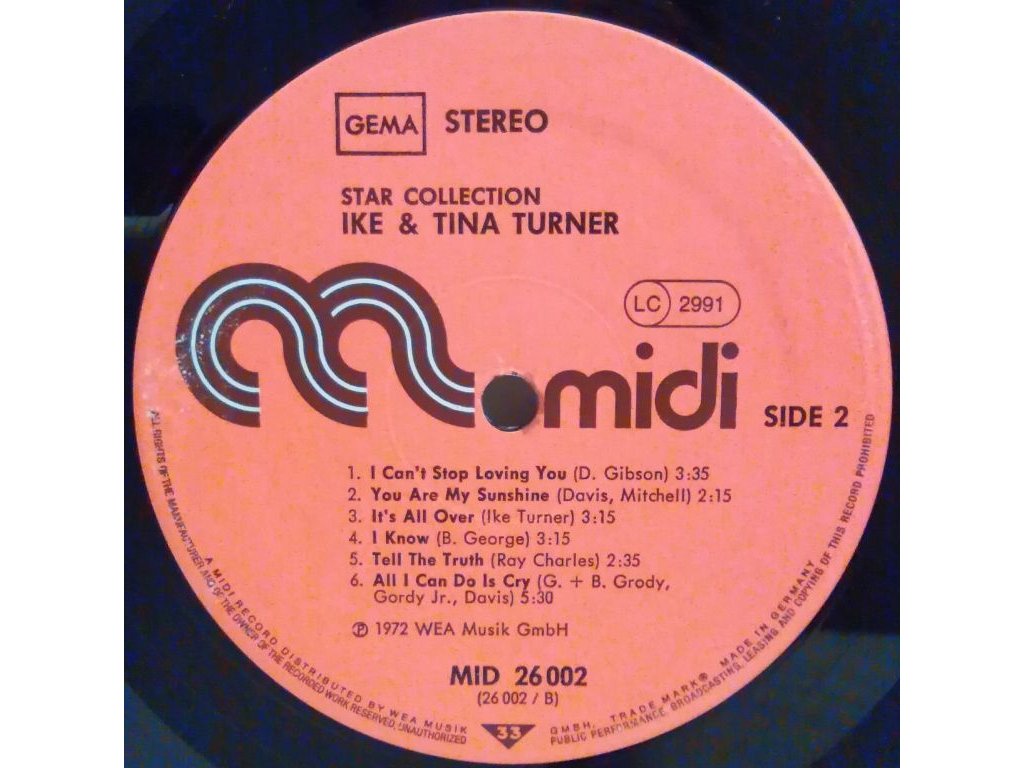 GEMA STEREO
STAR COLLECTION
IKE & TINA TURNER
LC 2991
midi
SIDE 2
1. I Can't Stop Loving You (D. Gibson) 3:35
2. You Are My Sunshine (Davis, Mitchell) 2:15
3. It's All Over (Ike Turner) 3:15
4. I Know (B. George) 3:15
5. Tell The Truth (Ray Charles) 2:35
6. All I Can Do Is Cry (G. + B. Grody,
Gordy Jr., Davis) 5:30
℗ 1972 WEA Musik GmbH
MID 26 002
(26 002 / B)
33
A MIDI RECORD DISTRIBUTED BY WEA MUSIK GMBH. TRADE MARK® MADE IN GERMANY
RIGHTS OF THE MANUFACTURER AND OF THE OWNER OF THE RECORDED WORK RESERVED, UNAUTHORIZED PUBLIC PERFORMANCE, BROADCASTING, LEASING AND COPYING OF THIS RECORD PROHIBITED